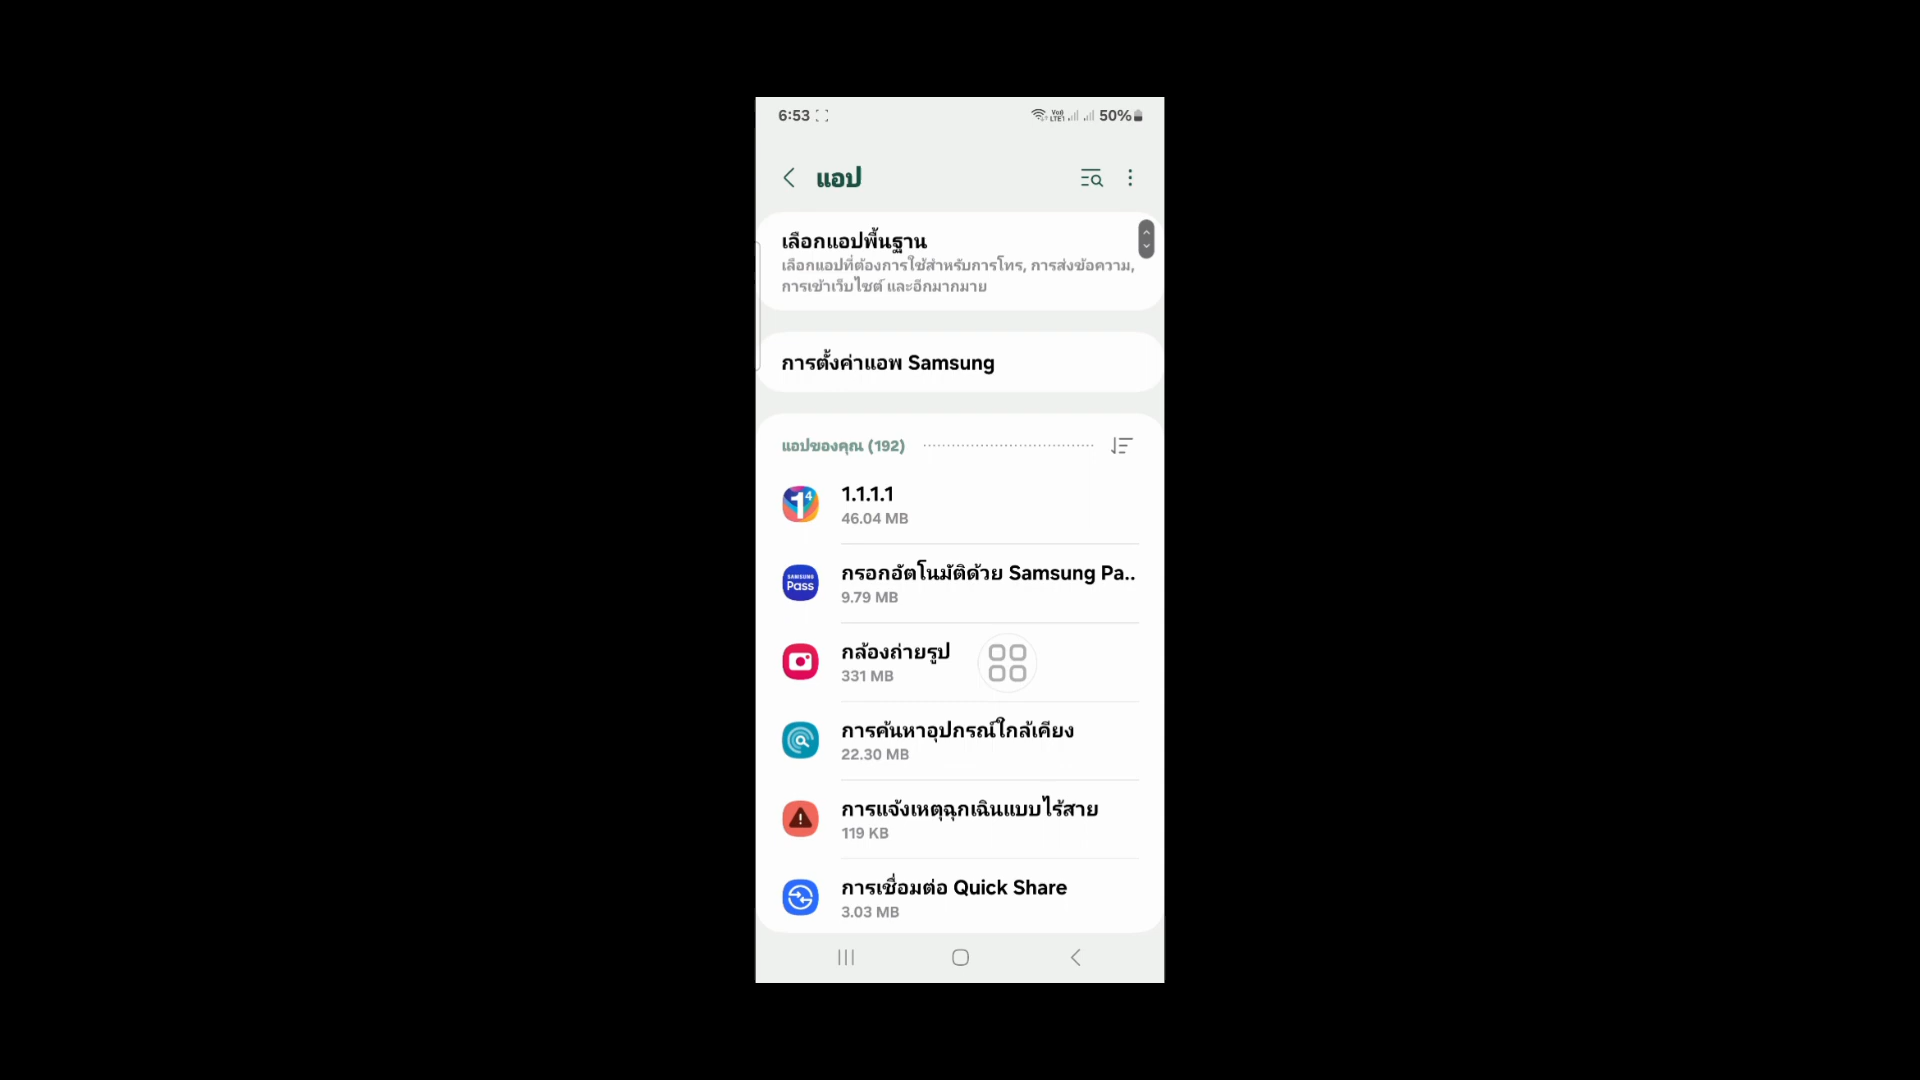 6:53
Vo)) LTE1 50%
แอป
เลือกแอปพื้นฐาน
เลือกแอปที่ต้องการใช้สำหรับการโทร, การส่งข้อความ,
การเข้าเว็บไซต์ และอีกมากมาย
การตั้งค่าแอพ Samsung
แอปของคุณ (192)
1.1.1.1
46.04 MB
SAMSUNG
Pass
กรอกอัตโนมัติด้วย Samsung Pa..
9.79 MB
กล้องถ่ายรูป
331 MB
การค้นหาอุปกรณ์ใกล้เคียง
22.30 MB
การแจ้งเหตุฉุกเฉินแบบไร้สาย
119 KB
การเชื่อมต่อ Quick Share
3.03 MB